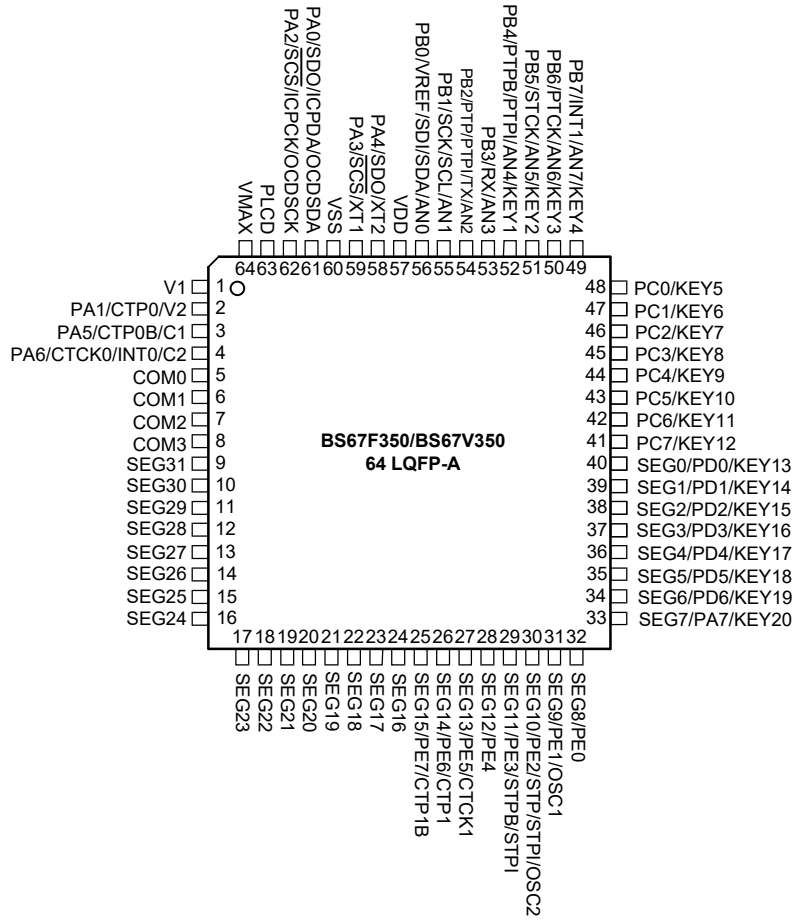 PB7/INT1/AN7/KEY4
PB6/PTCK/AN6/KEY3
PB5/STCK/AN5/KEY2
PB4/PTPB/PTPI/AN4/KEY1
PB3/RX/AN3
PB2/PTP/PTPI/TX/AN2
PB1/SCK/SCL/AN1
PB0/VREF/SDI/SDA/AN0
VDD
PA4/SDO/XT2
PA3/SCS/XT1
VSS
PA0/SDO/ICPDA/OCDSDA
PA2/SCS/ICPCK/OCDSCK
PLCD
VMAX
64 63 62 61 60 59 58 57 56 55 54 53 52 51 50 49
V1 1
PA1/CTP0/V2 2
PA5/CTP0B/C1 3
PA6/CTCK0/INT0/C2 4
COM0 5
COM1 6
COM2 7
COM3 8
SEG31 9
SEG30 10
SEG29 11
SEG28 12
SEG27 13
SEG26 14
SEG25 15
SEG24 16
BS67F350/BS67V350
64 LQFP-A
48 PC0/KEY5
47 PC1/KEY6
46 PC2/KEY7
45 PC3/KEY8
44 PC4/KEY9
43 PC5/KEY10
42 PC6/KEY11
41 PC7/KEY12
40 SEG0/PD0/KEY13
39 SEG1/PD1/KEY14
38 SEG2/PD2/KEY15
37 SEG3/PD3/KEY16
36 SEG4/PD4/KEY17
35 SEG5/PD5/KEY18
34 SEG6/PD6/KEY19
33 SEG7/PA7/KEY20
17 18 19 20 21 22 23 24 25 26 27 28 29 30 31 32
SEG8/PE0
SEG9/PE1/OSC1
SEG10/PE2/STP/STPI/OSC2
SEG11/PE3/STPB/STPI
SEG12/PE4
SEG13/PE5/CTCK1
SEG14/PE6/CTP1
SEG15/PE7/CTP1B
SEG16
SEG17
SEG18
SEG19
SEG20
SEG21
SEG22
SEG23